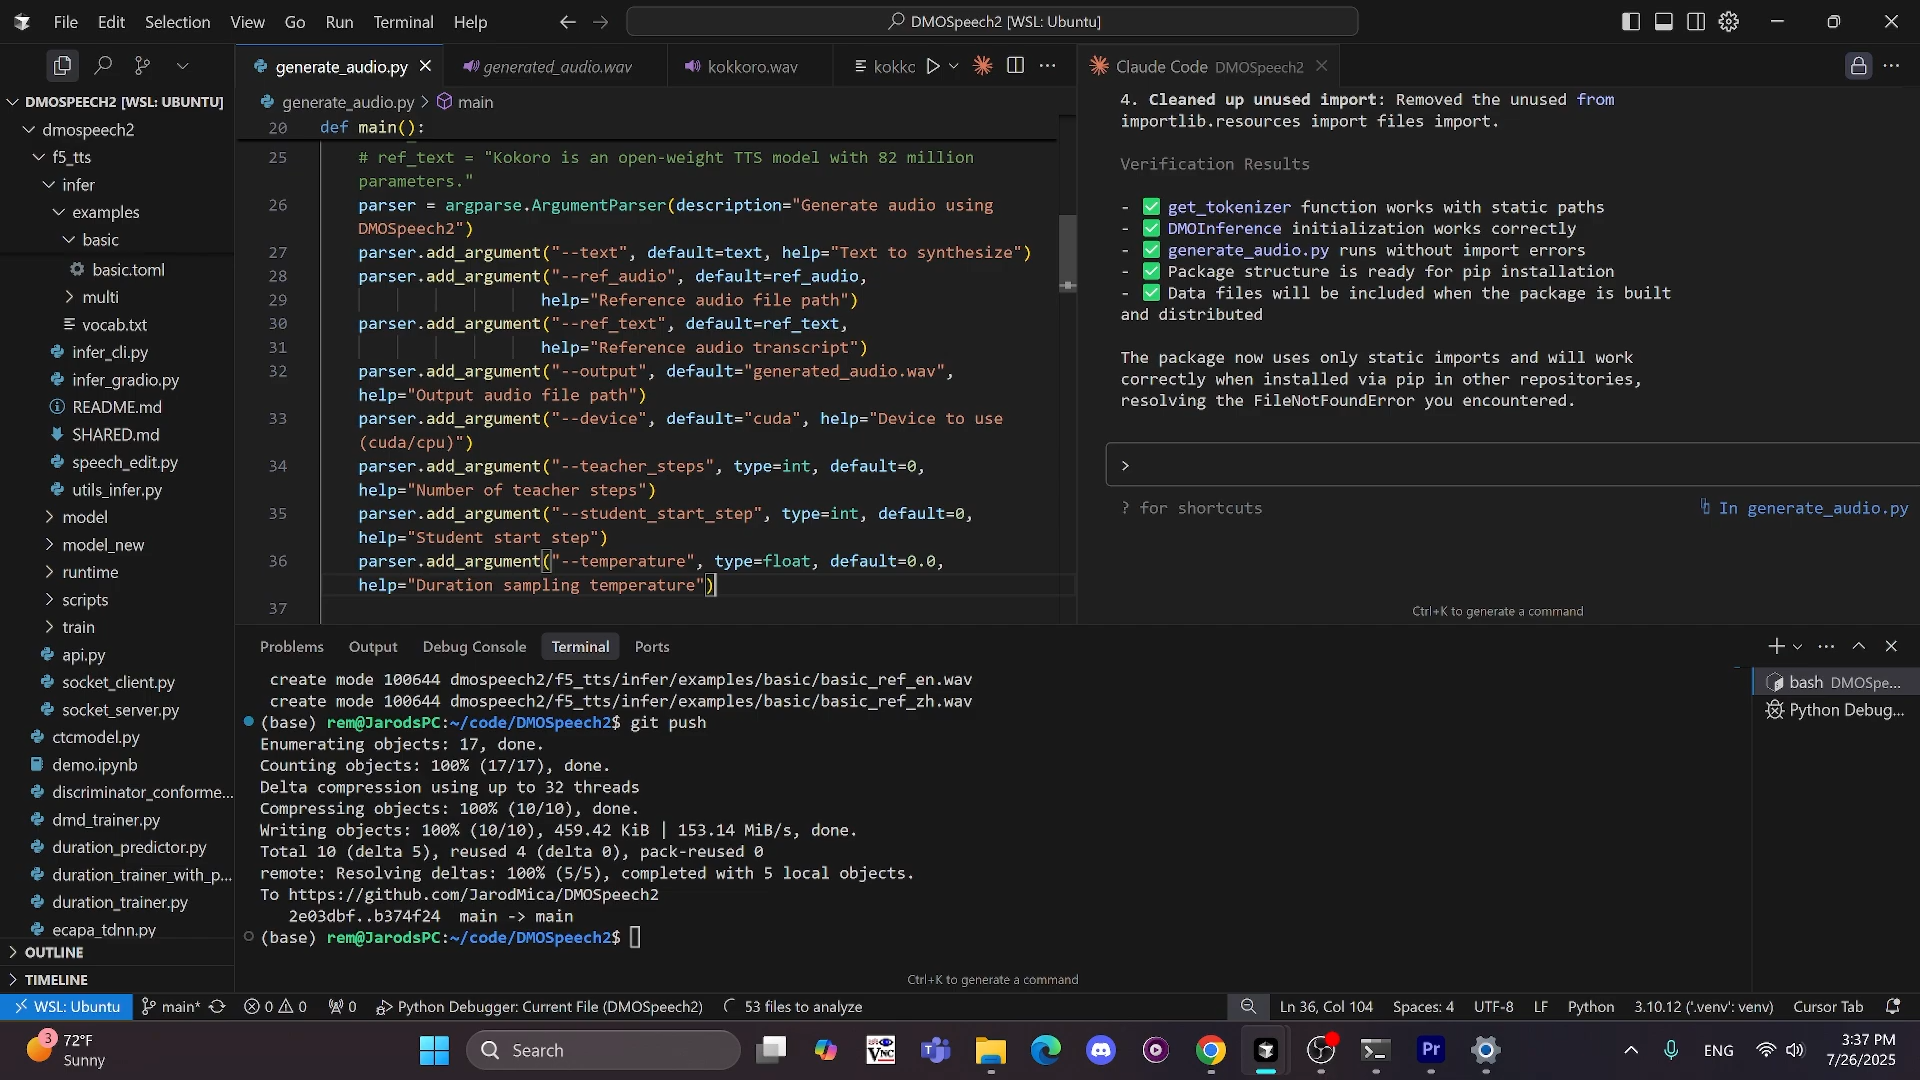 File Edit Selection View Go Run Terminal Help
DMOSpeech2 [WSL: Ubuntu]
generate_audio.py
generated_audio.wav
kokkoro.wav
kokkc
Claude Code DMOSpeech2
DMOSPEECH2 [WSL: UBUNTU]
dmospeech2
f5_tts
infer
examples
basic
basic.toml
multi
vocab.txt
infer_cli.py
infer_gradio.py
README.md
SHARED.md
speech_edit.py
utils_infer.py
model
model_new
runtime
scripts
train
api.py
socket_client.py
socket_server.py
ctcmodel.py
demo.ipynb
discriminator_conforme...
dmd_trainer.py
duration_predictor.py
duration_trainer_with_p...
duration_trainer.py
ecapa_tdnn.py
OUTLINE
TIMELINE
generate_audio.py > main
20 def main():
25 # ref_text = "Kokoro is an open-weight TTS model with 82 million
parameters."
26 parser = argparse.ArgumentParser(description="Generate audio using
DMOSpeech2")
27 parser.add_argument("--text", default=text, help="Text to synthesize")
28 parser.add_argument("--ref_audio", default=ref_audio,
29 help="Reference audio file path")
30 parser.add_argument("--ref_text", default=ref_text,
31 help="Reference audio transcript")
32 parser.add_argument("--output", default="generated_audio.wav",
help="Output audio file path")
33 parser.add_argument("--device", default="cuda", help="Device to use
(cuda/cpu)")
34 parser.add_argument("--teacher_steps", type=int, default=0,
help="Number of teacher steps")
35 parser.add_argument("--student_start_step", type=int, default=0,
help="Student start step")
36 parser.add_argument("--temperature", type=float, default=0.0,
help="Duration sampling temperature")
37
4. Cleaned up unused import: Removed the unused from
importlib.resources import files import.
Verification Results
- ✅ get_tokenizer function works with static paths
- ✅ DMOInference initialization works correctly
- ✅ generate_audio.py runs without import errors
- ✅ Package structure is ready for pip installation
- ✅ Data files will be included when the package is built
and distributed
The package now uses only static imports and will work
correctly when installed via pip in other repositories,
resolving the FileNotFoundError you encountered.
>
? for shortcuts
In generate_audio.py
Ctrl+K to generate a command
Problems Output Debug Console Terminal Ports
create mode 100644 dmospeech2/f5_tts/infer/examples/basic/basic_ref_en.wav
create mode 100644 dmospeech2/f5_tts/infer/examples/basic/basic_ref_zh.wav
(base) rem@JarodsPC:~/code/DMOSpeech2$ git push
Enumerating objects: 17, done.
Counting objects: 100% (17/17), done.
Delta compression using up to 32 threads
Compressing objects: 100% (10/10), done.
Writing objects: 100% (10/10), 459.42 KiB | 153.14 MiB/s, done.
Total 10 (delta 5), reused 4 (delta 0), pack-reused 0
remote: Resolving deltas: 100% (5/5), completed with 5 local objects.
To https://github.com/JarodMica/DMOSpeech2
2e03dbf..b374f24 main -> main
(base) rem@JarodsPC:~/code/DMOSpeech2$
Ctrl+K to generate a command
bash DMOSpe...
Python Debug...
WSL: Ubuntu main* 0 0 0 Python Debugger: Current File (DMOSpeech2) 53 files to analyze
Ln 36, Col 104 Spaces: 4 UTF-8 LF Python 3.10.12 ('.venv': venv) Cursor Tab
3
72°F
Sunny
Search
VNC
Pr
ENG
3:37 PM
7/26/2025